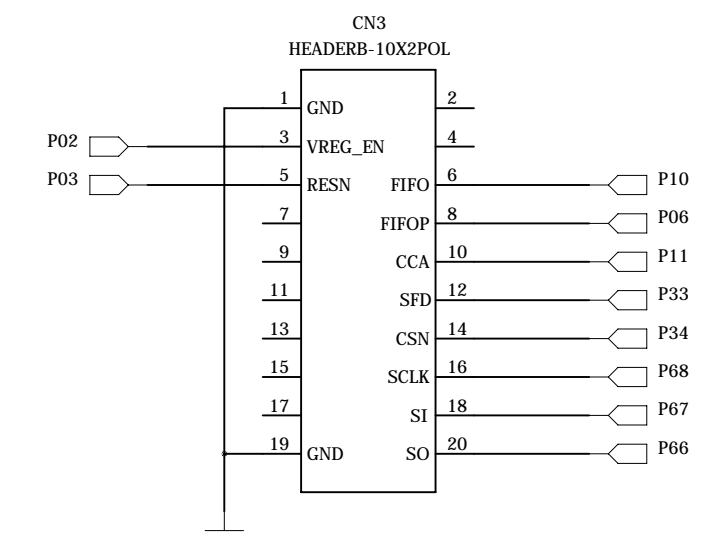 CN3
HEADERB-10X2POL
1 GND 2
P02 3 VREG_EN 4
P03 5 RESN FIFO 6 P10
7 FIFOP 8 P06
9 CCA 10 P11
11 SFD 12 P33
13 CSN 14 P34
15 SCLK 16 P68
17 SI 18 P67
19 GND SO 20 P66